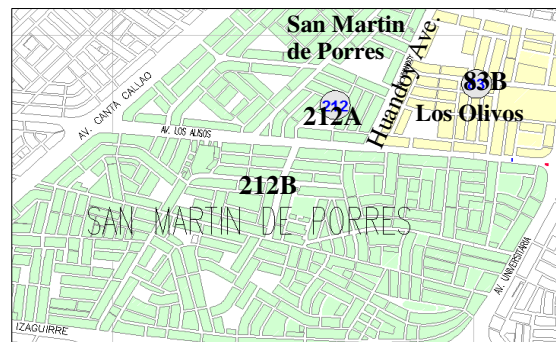 San Martin
de Porres
Huandoy Ave.
83B
212
212A
Los Olivos
AV. CANTA CALLAO
AV. LOS ALISOS
212B
SAN MARTIN DE PORRES
AV. UNIVERSITARIA
IZAGUIRRE